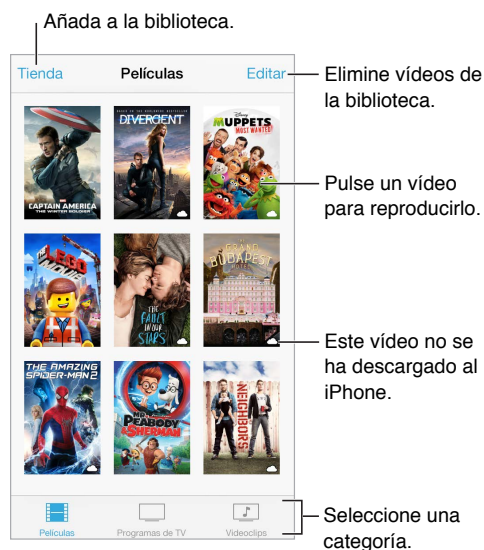 Añada a la biblioteca.
Tienda
Películas
Editar
Elimine vídeos de
la biblioteca.
CAPTAIN AMERICA
THE WINTER SOLDIER
DIVERGENT
Disney
MUPPETS
MOST WANTED
Pulse un vídeo
para reproducirlo.
THE LEGO
MOVIE
THE
FAULT
IN OUR
STARS
GRAND
BUDAPEST
HOTEL
Este vídeo no se
ha descargado al
iPhone.
THE AMAZING
SPIDER-MAN 2
MR.
PEABODY
&SHERMAN
NEIGHBORS
Películas
Programas de TV
Videoclips
Seleccione una
categoría.